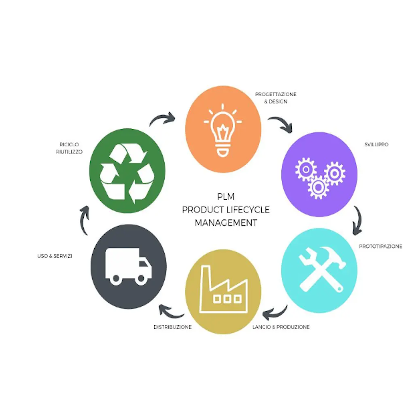 PROGETTAZIONE
& DESIGN
RICICLO
RIUTILIZZO
SVILUPPO
PLM
PRODUCT LIFECYCLE
MANAGEMENT
PROTOTIPAZIONE
USO & SERVIZI
DISTRIBUZIONE
LANCIO & PRODUZIONE